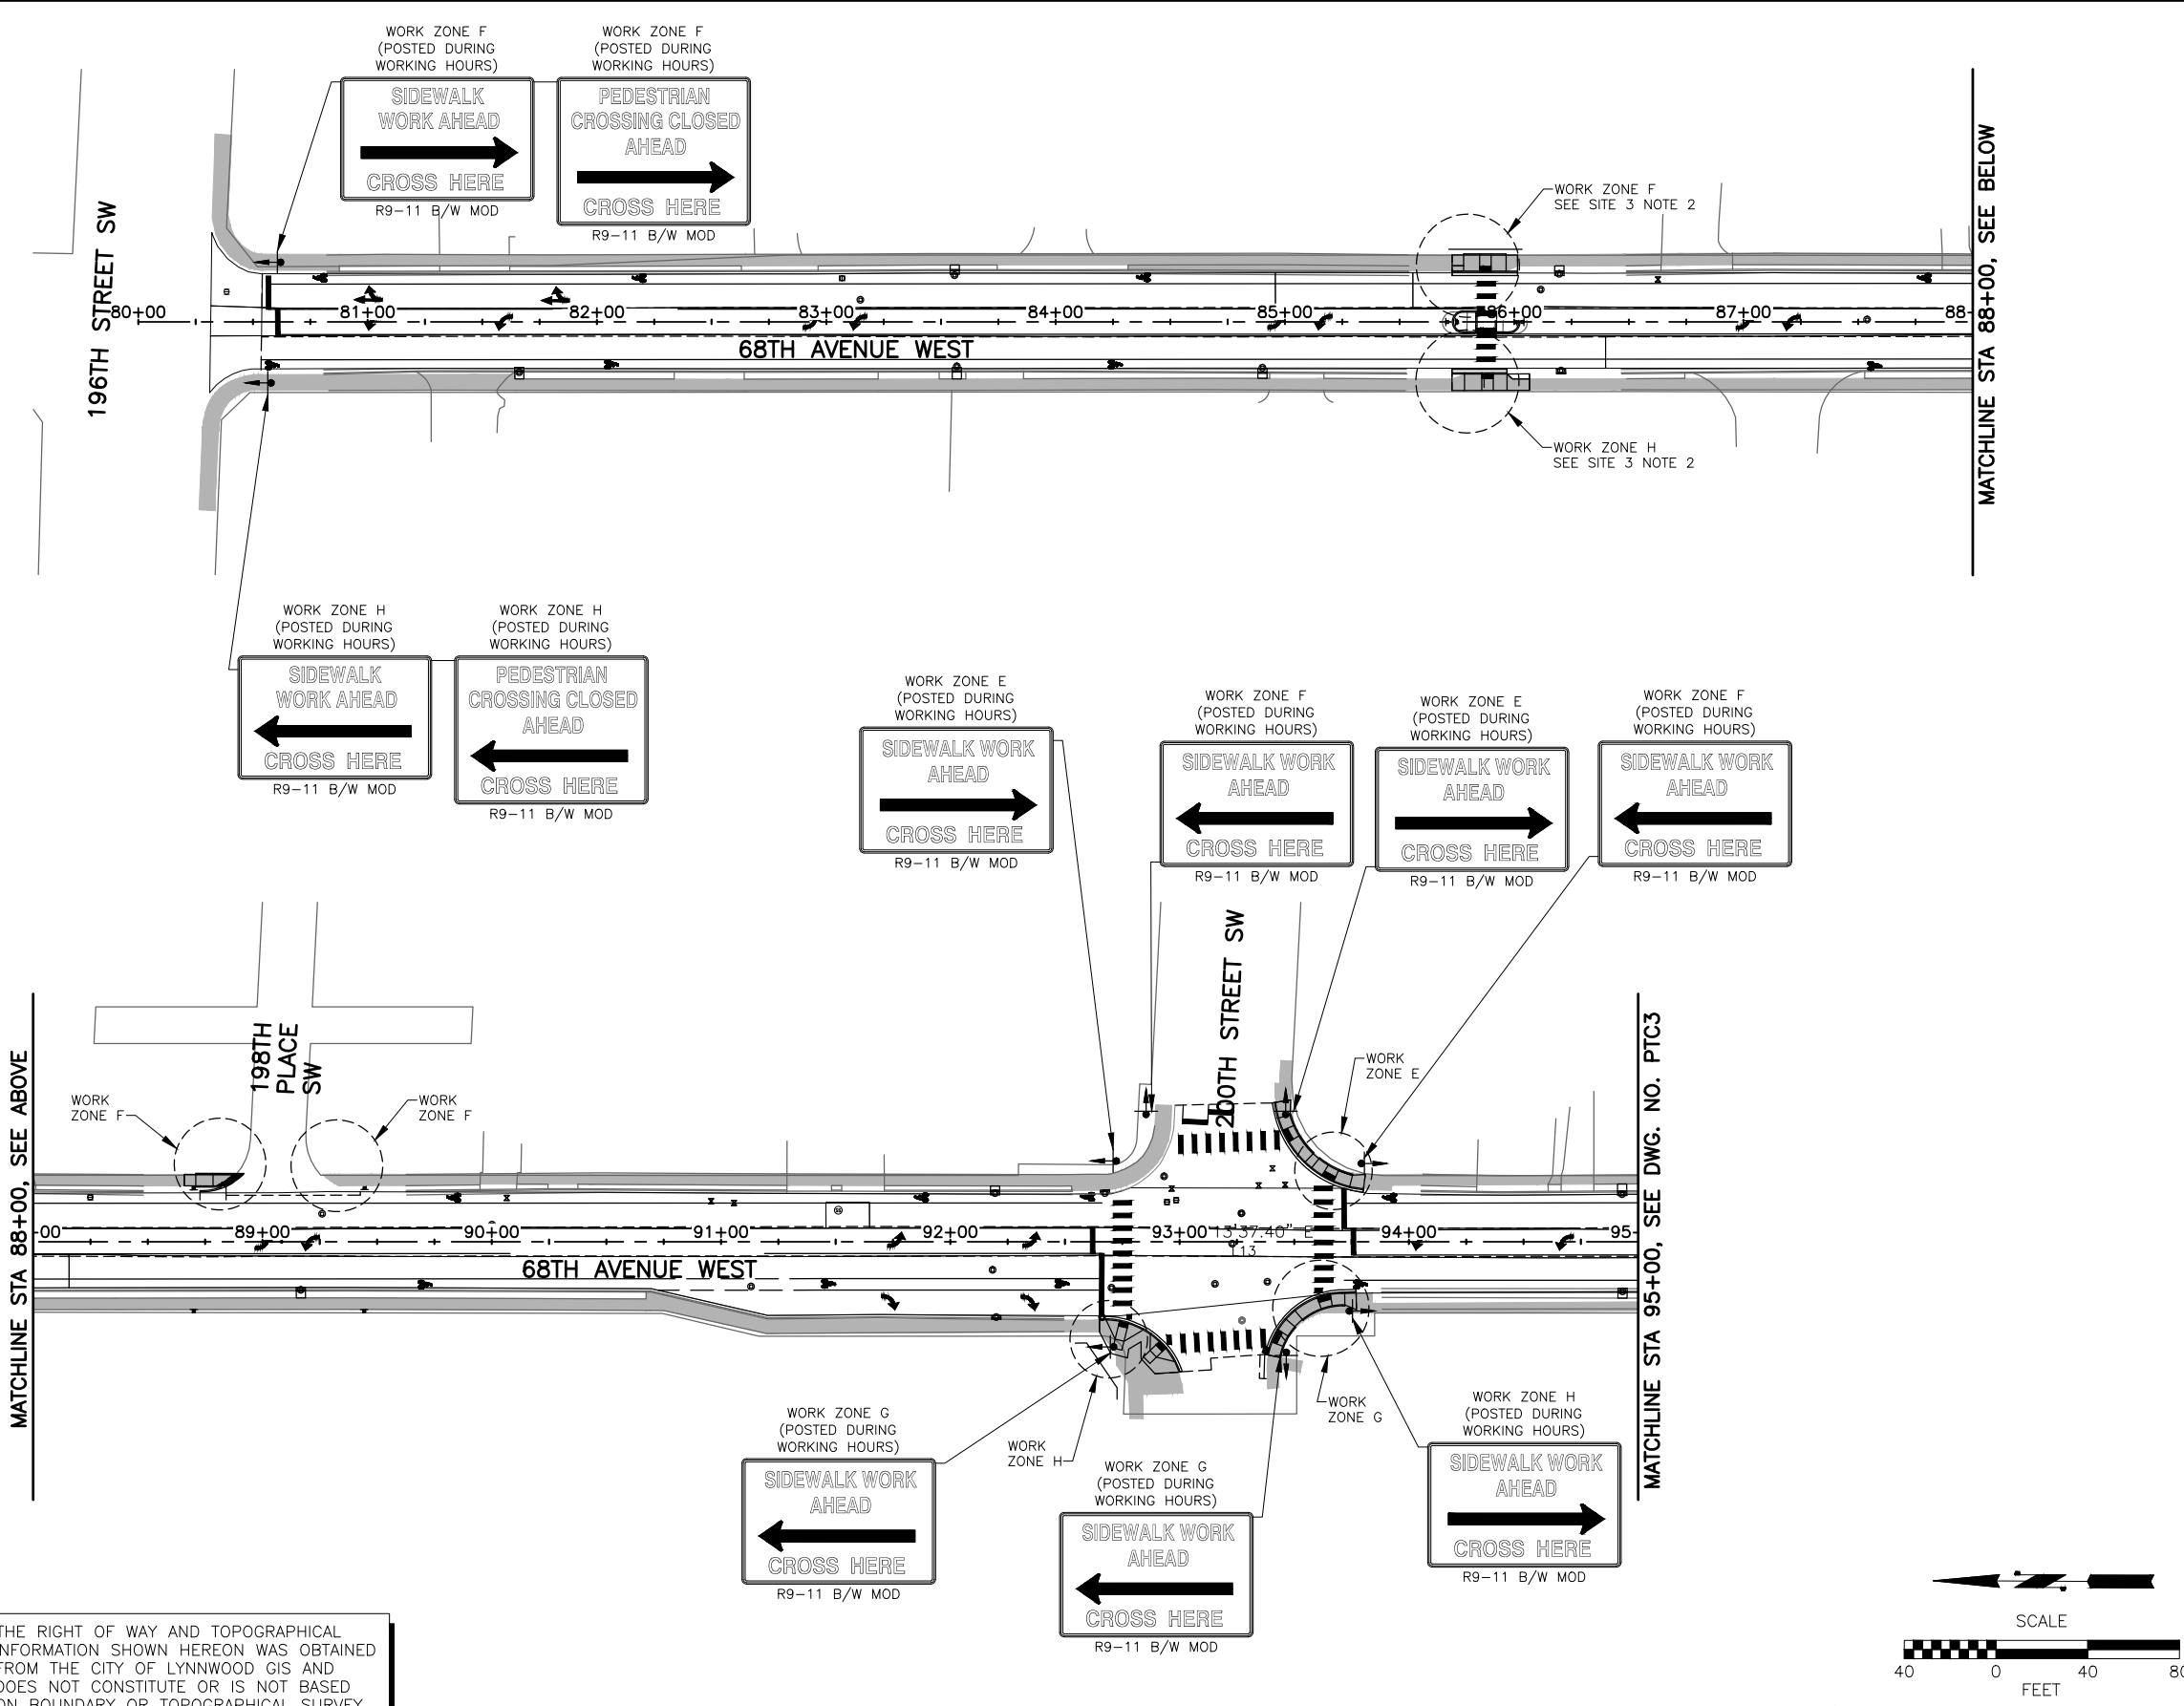 WORK ZONE F
(POSTED DURING
WORKING HOURS)
SIDEWALK
WORK AHEAD
CROSS HERE
R9-11 B/W MOD
WORK ZONE F
(POSTED DURING
WORKING HOURS)
PEDESTRIAN
CROSSING CLOSED
AHEAD
CROSS HERE
R9-11 B/W MOD
WORK ZONE F
SEE SITE 3 NOTE 2
196TH STREET SW
80+00
81+00
82+00
83+00
84+00
85+00
86+00
87+00
88-
68TH AVENUE WEST
MATCHLINE STA 88+00, SEE BELOW
WORK ZONE H
SEE SITE 3 NOTE 2
WORK ZONE H
(POSTED DURING
WORKING HOURS)
SIDEWALK
WORK AHEAD
CROSS HERE
R9-11 B/W MOD
WORK ZONE H
(POSTED DURING
WORKING HOURS)
PEDESTRIAN
CROSSING CLOSED
AHEAD
CROSS HERE
R9-11 B/W MOD
WORK ZONE E
(POSTED DURING
WORKING HOURS)
SIDEWALK WORK
AHEAD
CROSS HERE
R9-11 B/W MOD
WORK ZONE F
(POSTED DURING
WORKING HOURS)
SIDEWALK WORK
AHEAD
CROSS HERE
R9-11 B/W MOD
WORK ZONE E
(POSTED DURING
WORKING HOURS)
SIDEWALK WORK
AHEAD
CROSS HERE
R9-11 B/W MOD
WORK ZONE F
(POSTED DURING
WORKING HOURS)
SIDEWALK WORK
AHEAD
CROSS HERE
R9-11 B/W MOD
MATCHLINE STA 88+00, SEE ABOVE
198TH
PLACE
SW
WORK
ZONE F
WORK
ZONE F
200TH STREET SW
WORK
ZONE E
-00
89+00
90+00
91+00
92+00
93+00
13'37.40" E
13
94+00
95-
68TH AVENUE WEST
MATCHLINE STA 95+00, SEE DWG. NO. PTC3
WORK ZONE G
(POSTED DURING
WORKING HOURS)
SIDEWALK WORK
AHEAD
CROSS HERE
R9-11 B/W MOD
WORK
ZONE H
WORK ZONE G
(POSTED DURING
WORKING HOURS)
SIDEWALK WORK
AHEAD
CROSS HERE
R9-11 B/W MOD
WORK
ZONE G
WORK ZONE H
(POSTED DURING
WORKING HOURS)
SIDEWALK WORK
AHEAD
CROSS HERE
R9-11 B/W MOD
THE RIGHT OF WAY AND TOPOGRAPHICAL
INFORMATION SHOWN HEREON WAS OBTAINED
FROM THE CITY OF LYNNWOOD GIS AND
DOES NOT CONSTITUTE OR IS NOT BASED
ON BOUNDARY OR TOPOGRAPHICAL SURVEY
SCALE
40 0 40 80
FEET